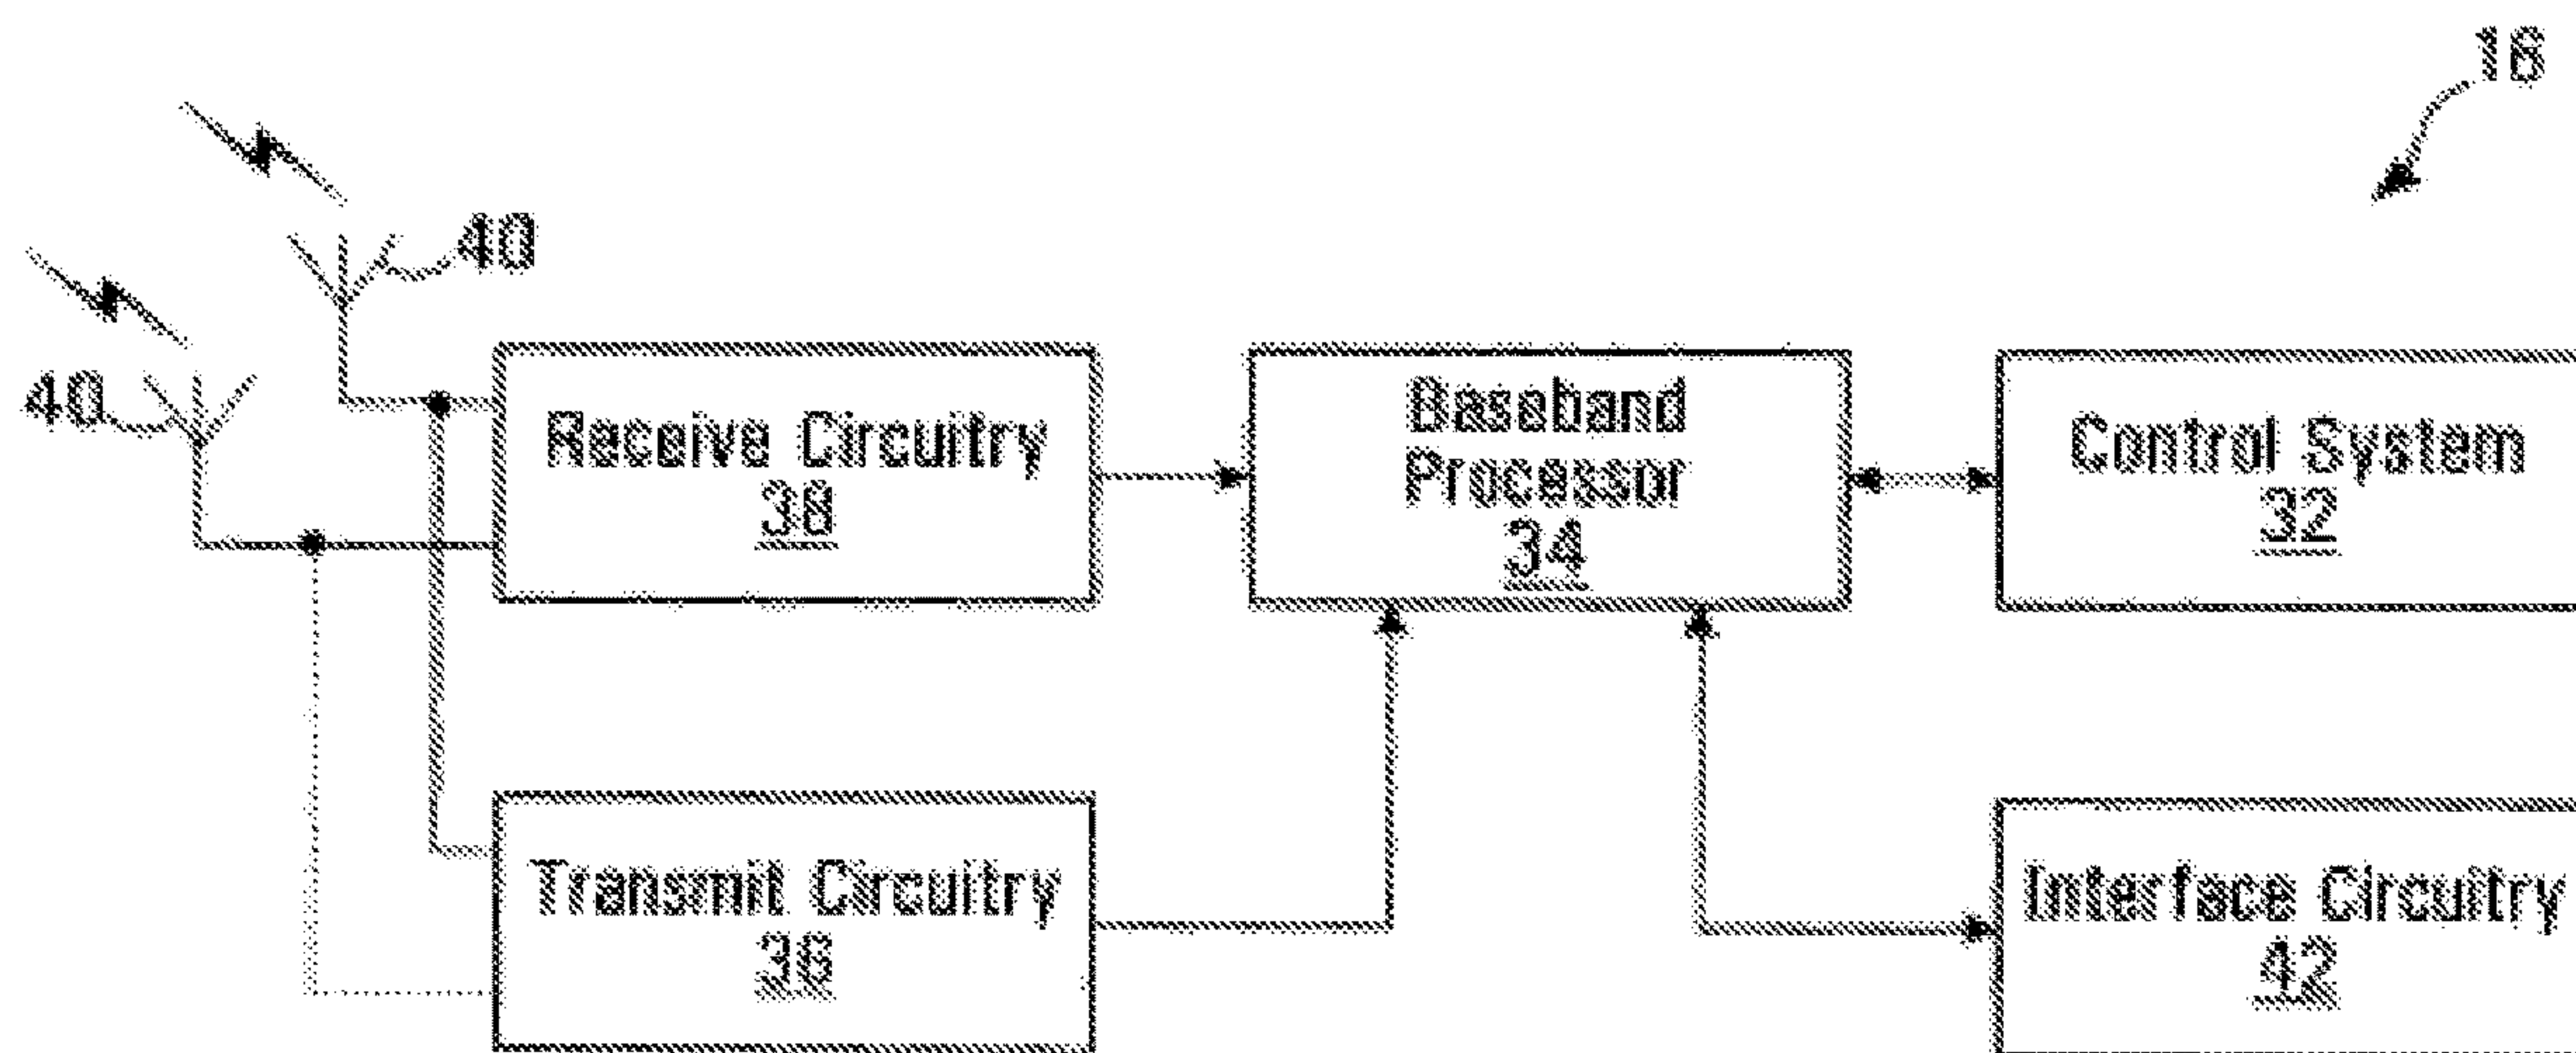 16
40
40
Receive Circuitry
38
Baseband
Processor
34
Control System
32
Transmit Circuitry
36
Interface Circuitry
42